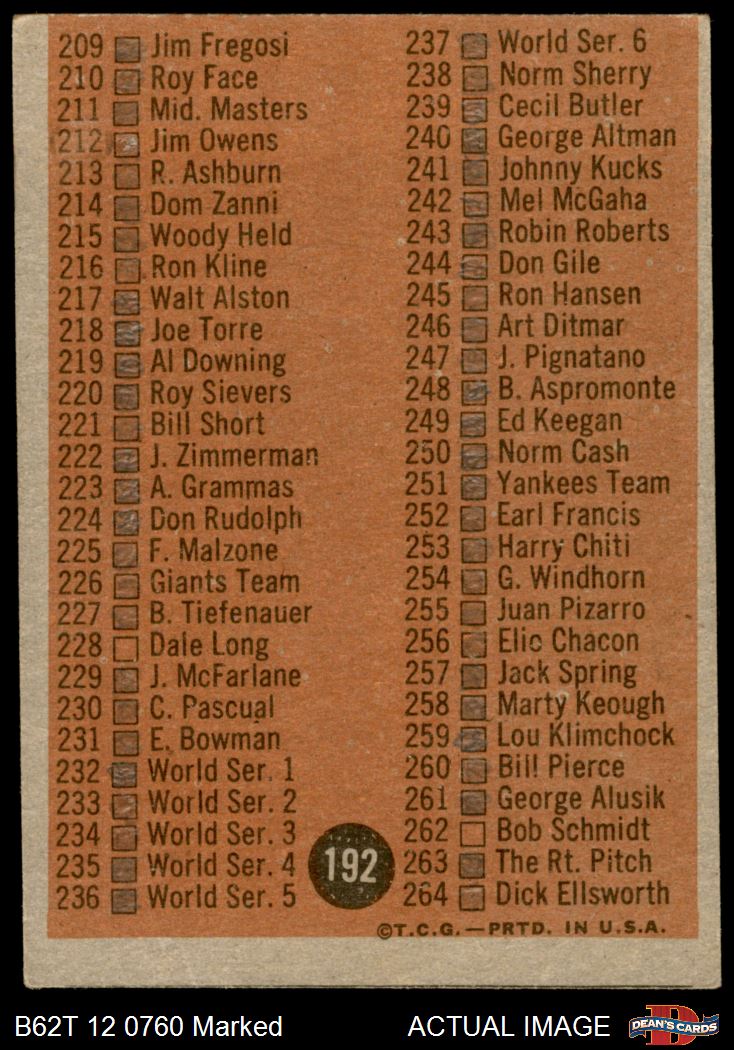 209 Jim Fregosi
210 Roy Face
211 Mid. Masters
212 Jim Owens
213 R. Ashburn
214 Dom Zanni
215 Woody Held
216 Ron Kline
217 Walt Alston
218 Joe Torre
219 Al Downing
220 Roy Sievers
221 Bill Short
222 J. Zimmerman
223 A. Grammas
224 Don Rudolph
225 F. Malzone
226 Giants Team
227 B. Tiefenauer
228 Dale Long
229 J. McFarlane
230 C. Pascual
231 E. Bowman
232 World Ser. 1
233 World Ser. 2
234 World Ser. 3
235 World Ser. 4
236 World Ser. 5
237 World Ser. 6
238 Norm Sherry
239 Cecil Butler
240 George Altman
241 Johnny Kucks
242 Mel McGaha
243 Robin Roberts
244 Don Gile
245 Ron Hansen
246 Art Ditmar
247 J. Pignatano
248 B. Aspromonte
249 Ed Keegan
250 Norm Cash
251 Yankees Team
252 Earl Francis
253 Harry Chiti
254 G. Windhorn
255 Juan Pizarro
256 Elio Chacon
257 Jack Spring
258 Marty Keough
259 Lou Klimchock
260 Bill Pierce
261 George Alusik
262 Bob Schmidt
263 The Rt. Pitch
264 Dick Ellsworth
192
©T.C.G.—PRTD. IN U.S.A.
B62T 12 0760 Marked
ACTUAL IMAGE
DEAN'S CARDS